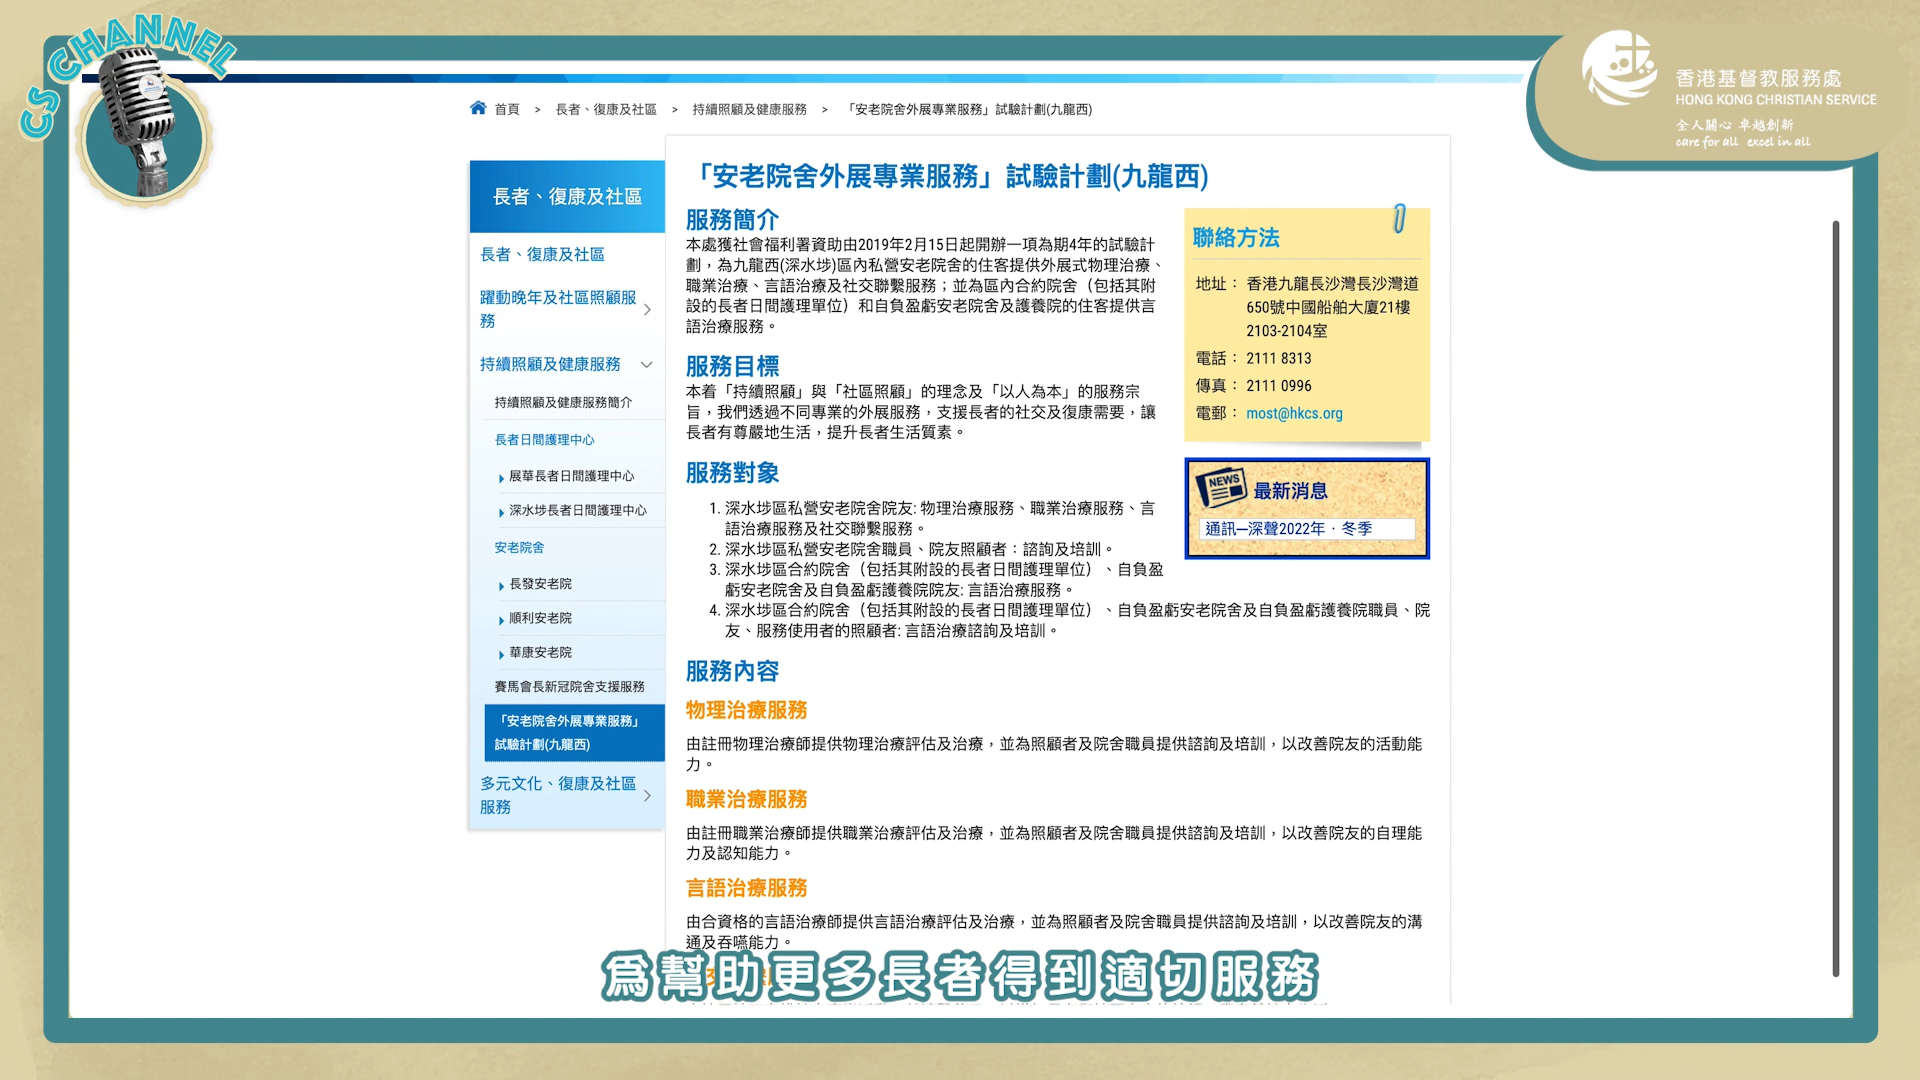 CS CHANNEL
香港基督教服務處
HONG KONG CHRISTIAN SERVICE
全人關心 卓越創新
care for all excel in all
首頁 > 長者、復康及社區 > 持續照顧及健康服務 > 「安老院舍外展專業服務」試驗計劃(九龍西)
長者、復康及社區
長者、復康及社區
躍動晚年及社區照顧服
務
持續照顧及健康服務
持續照顧及健康服務簡介
長者日間護理中心
展華長者日間護理中心
深水埗長者日間護理中心
安老院舍
長發安老院
順利安老院
華康安老院
賽馬會長新冠院舍支援服務
「安老院舍外展專業服務」
試驗計劃(九龍西)
多元文化、復康及社區
服務
「安老院舍外展專業服務」試驗計劃(九龍西)
服務簡介
本處獲社會福利署資助由2019年2月15日起開辦一項為期4年的試驗計
劃，為九龍西(深水埗)區內私營安老院舍的住客提供外展式物理治療、
職業治療、言語治療及社交聯繫服務；並為區內合約院舍（包括其附
設的長者日間護理單位）和自負盈虧安老院舍及護養院的住客提供言
語治療服務。
服務目標
本着「持續照顧」與「社區照顧」的理念及「以人為本」的服務宗
旨，我們透過不同專業的外展服務，支援長者的社交及復康需要，讓
長者有尊嚴地生活，提升長者生活質素。
服務對象
1. 深水埗區私營安老院舍院友: 物理治療服務、職業治療服務、言
語治療服務及社交聯繫服務。
2. 深水埗區私營安老院舍職員、院友照顧者：諮詢及培訓。
3. 深水埗區合約院舍（包括其附設的長者日間護理單位）、自負盈
虧安老院舍及自負盈虧護養院院友: 言語治療服務。
4. 深水埗區合約院舍（包括其附設的長者日間護理單位）、自負盈虧安老院舍及自負盈虧護養院職員、院
友、服務使用者的照顧者: 言語治療諮詢及培訓。
服務內容
物理治療服務
由註冊物理治療師提供物理治療評估及治療，並為照顧者及院舍職員提供諮詢及培訓，以改善院友的活動能
力。
職業治療服務
由註冊職業治療師提供職業治療評估及治療，並為照顧者及院舍職員提供諮詢及培訓，以改善院友的自理能
力及認知能力。
言語治療服務
由合資格的言語治療師提供言語治療評估及治療，並為照顧者及院舍職員提供諮詢及培訓，以改善院友的溝
通及吞嚥能力。
聯絡方法
地址： 香港九龍長沙灣長沙灣道
650號中國船舶大廈21樓
2103-2104室
電話： 2111 8313
傳真： 2111 0996
電郵： most@hkcs.org
NEWS 最新消息
通訊—深聲2022年．冬季
為幫助更多長者得到適切服務